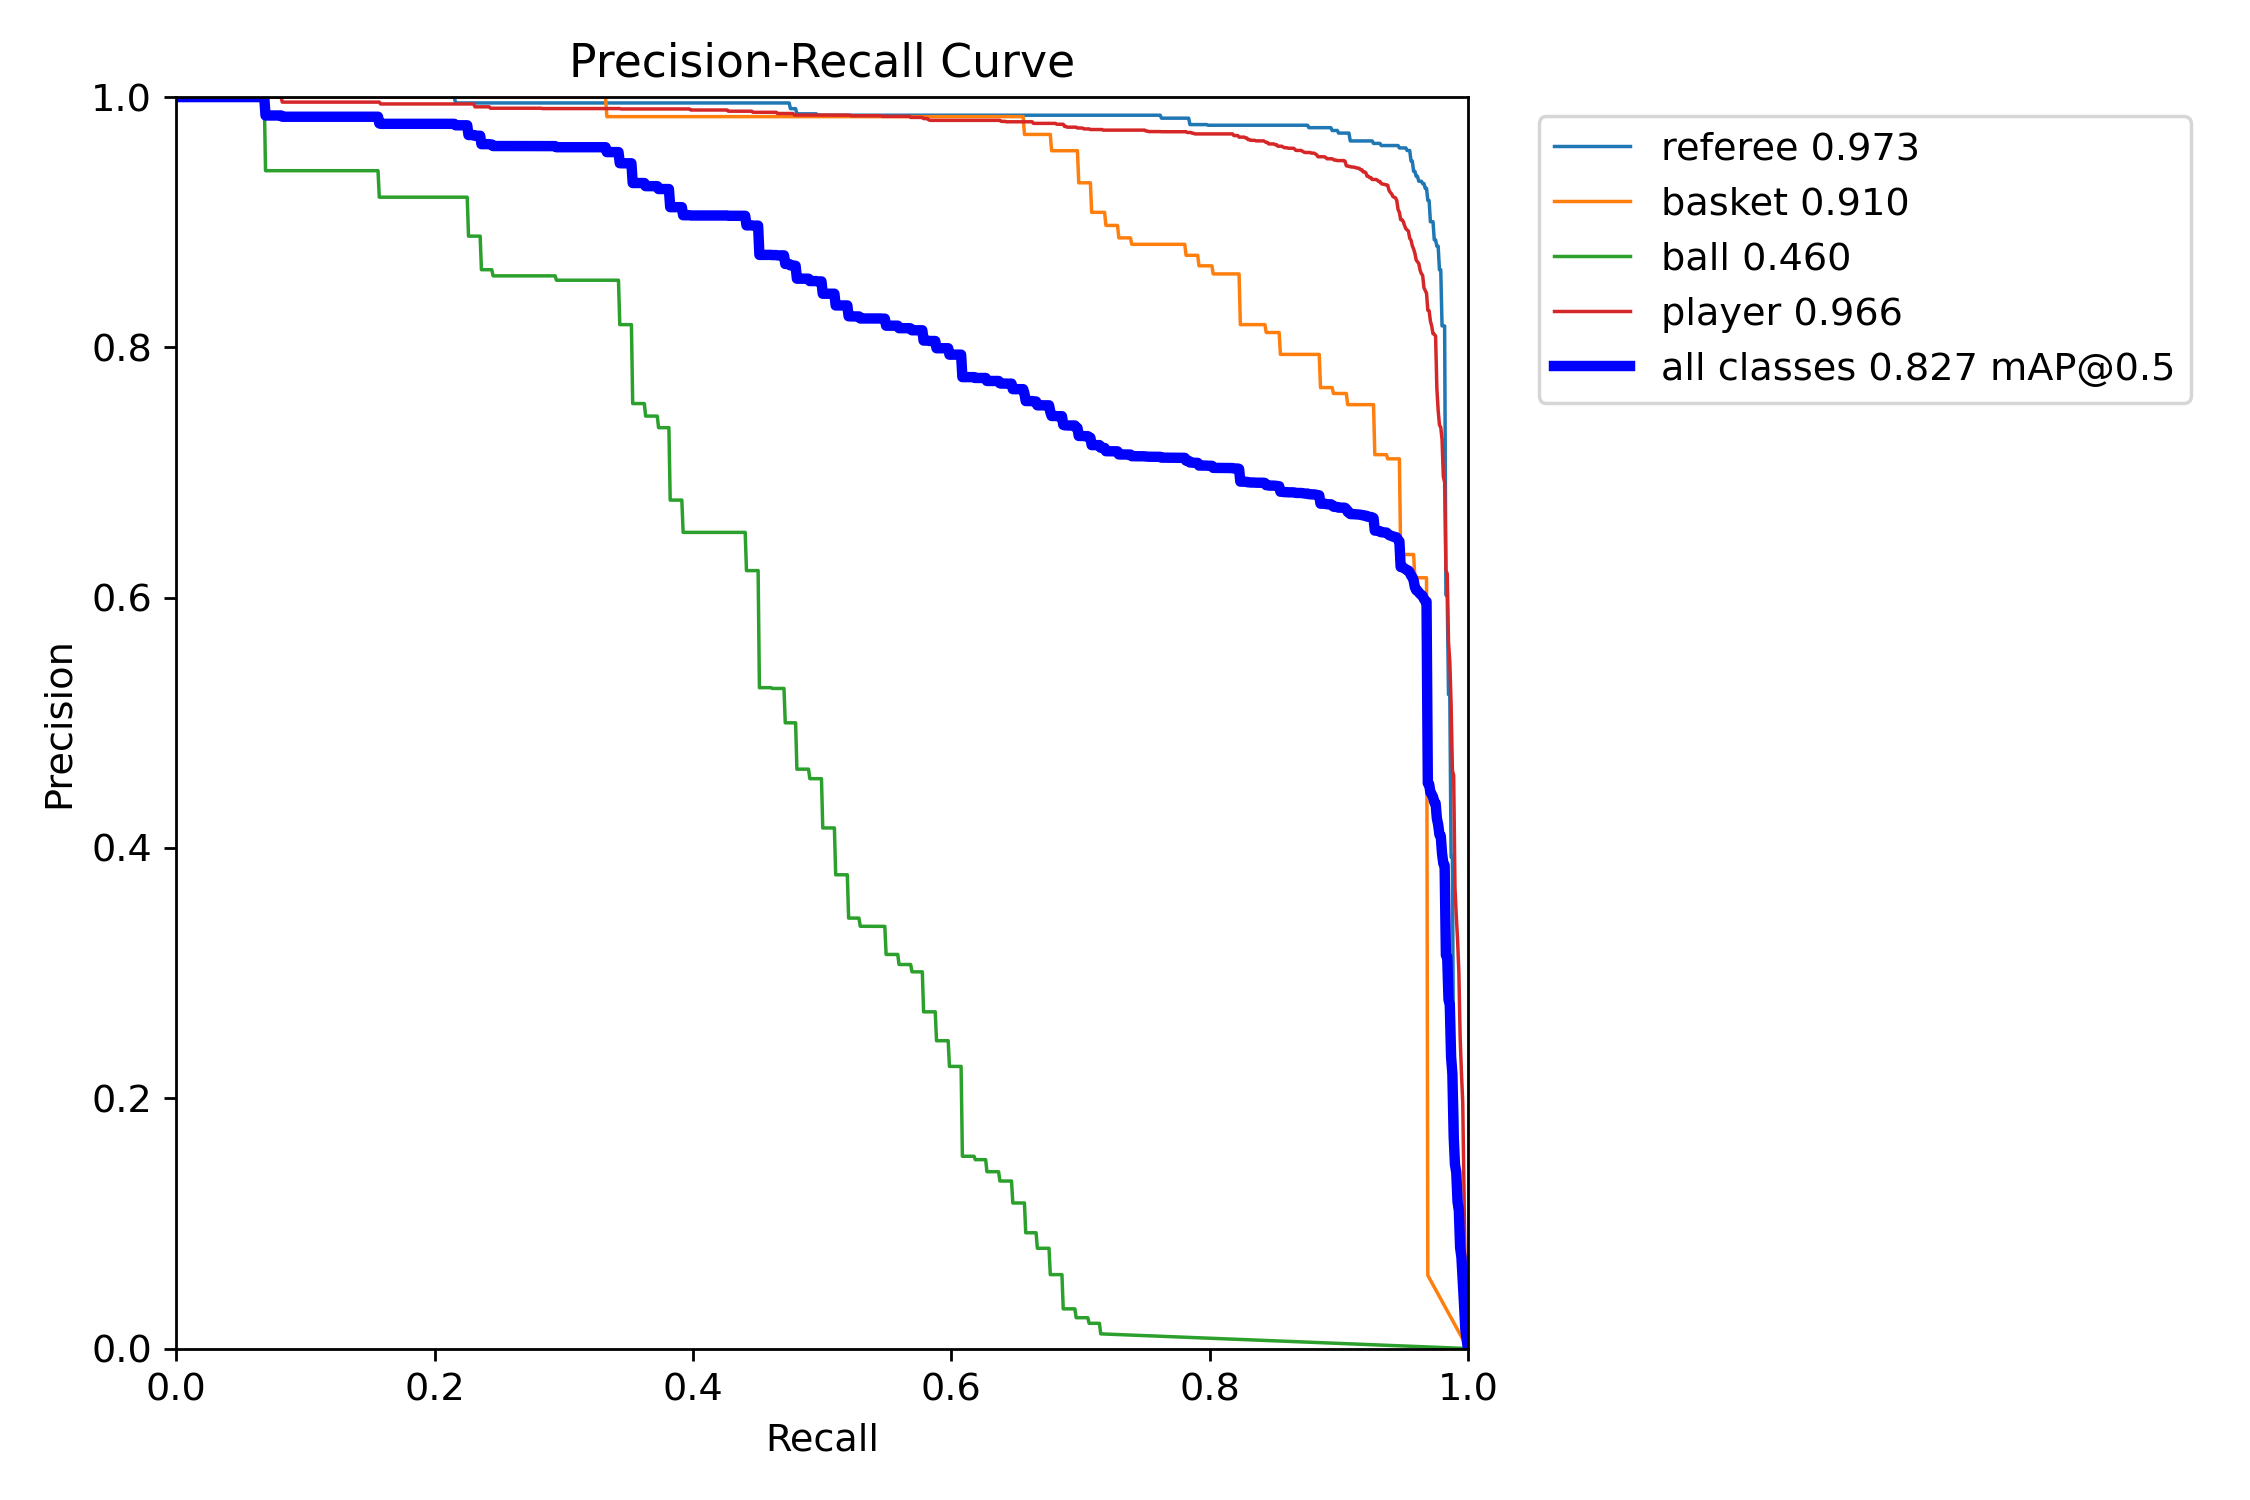 Precision-Recall Curve
1.0
0.8
0.6
0.4
0.2
0.0
Precision
0.0 0.2 0.4 0.6 0.8 1.0
Recall
referee 0.973
basket 0.910
ball 0.460
player 0.966
all classes 0.827 mAP@0.5